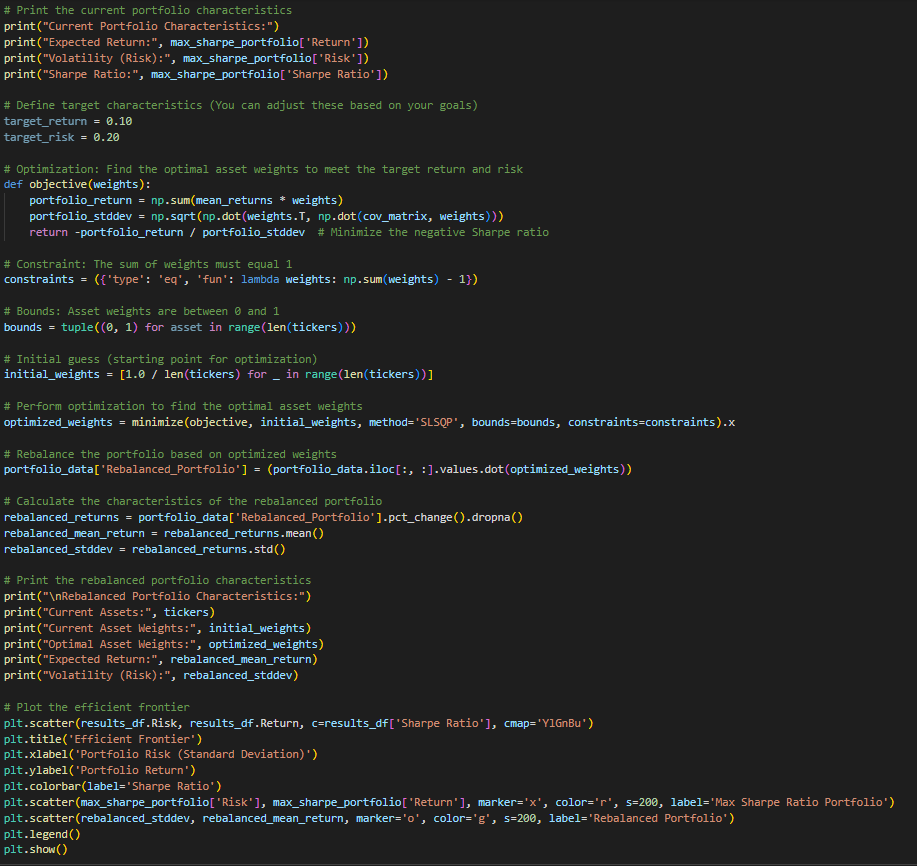 # Print the current portfolio characteristics
print("Current Portfolio Characteristics:")
print("Expected Return:", max_sharpe_portfolio['Return'])
print("Volatility (Risk):", max_sharpe_portfolio['Risk'])
print("Sharpe Ratio:", max_sharpe_portfolio['Sharpe Ratio'])
# Define target characteristics (You can adjust these based on your goals)
target_return = 0.10
target_risk = 0.20
# Optimization: Find the optimal asset weights to meet the target return and risk
def objective(weights):
    portfolio_return = np.sum(mean_returns * weights)
    portfolio_stddev = np.sqrt(np.dot(weights.T, np.dot(cov_matrix, weights)))
    return -portfolio_return / portfolio_stddev  # Minimize the negative Sharpe ratio
# Constraint: The sum of weights must equal 1
constraints = ({'type': 'eq', 'fun': lambda weights: np.sum(weights) - 1})
# Bounds: Asset weights are between 0 and 1
bounds = tuple((0, 1) for asset in range(len(tickers)))
# Initial guess (starting point for optimization)
initial_weights = [1.0 / len(tickers) for _ in range(len(tickers))]
# Perform optimization to find the optimal asset weights
optimized_weights = minimize(objective, initial_weights, method='SLSQP', bounds=bounds, constraints=constraints).x
# Rebalance the portfolio based on optimized weights
portfolio_data['Rebalanced_Portfolio'] = (portfolio_data.iloc[:, :].values.dot(optimized_weights))
# Calculate the characteristics of the rebalanced portfolio
rebalanced_returns = portfolio_data['Rebalanced_Portfolio'].pct_change().dropna()
rebalanced_mean_return = rebalanced_returns.mean()
rebalanced_stddev = rebalanced_returns.std()
# Print the rebalanced portfolio characteristics
print("\nRebalanced Portfolio Characteristics:")
print("Current Assets:", tickers)
print("Current Asset Weights:", initial_weights)
print("Optimal Asset Weights:", optimized_weights)
print("Expected Return:", rebalanced_mean_return)
print("Volatility (Risk):", rebalanced_stddev)
# Plot the efficient frontier
plt.scatter(results_df.Risk, results_df.Return, c=results_df['Sharpe Ratio'], cmap='YlGnBu')
plt.title('Efficient Frontier')
plt.xlabel('Portfolio Risk (Standard Deviation)')
plt.ylabel('Portfolio Return')
plt.colorbar(label='Sharpe Ratio')
plt.scatter(max_sharpe_portfolio['Risk'], max_sharpe_portfolio['Return'], marker='x', color='r', s=200, label='Max Sharpe Ratio Portfolio')
plt.scatter(rebalanced_stddev, rebalanced_mean_return, marker='o', color='g', s=200, label='Rebalanced Portfolio')
plt.legend()
plt.show()